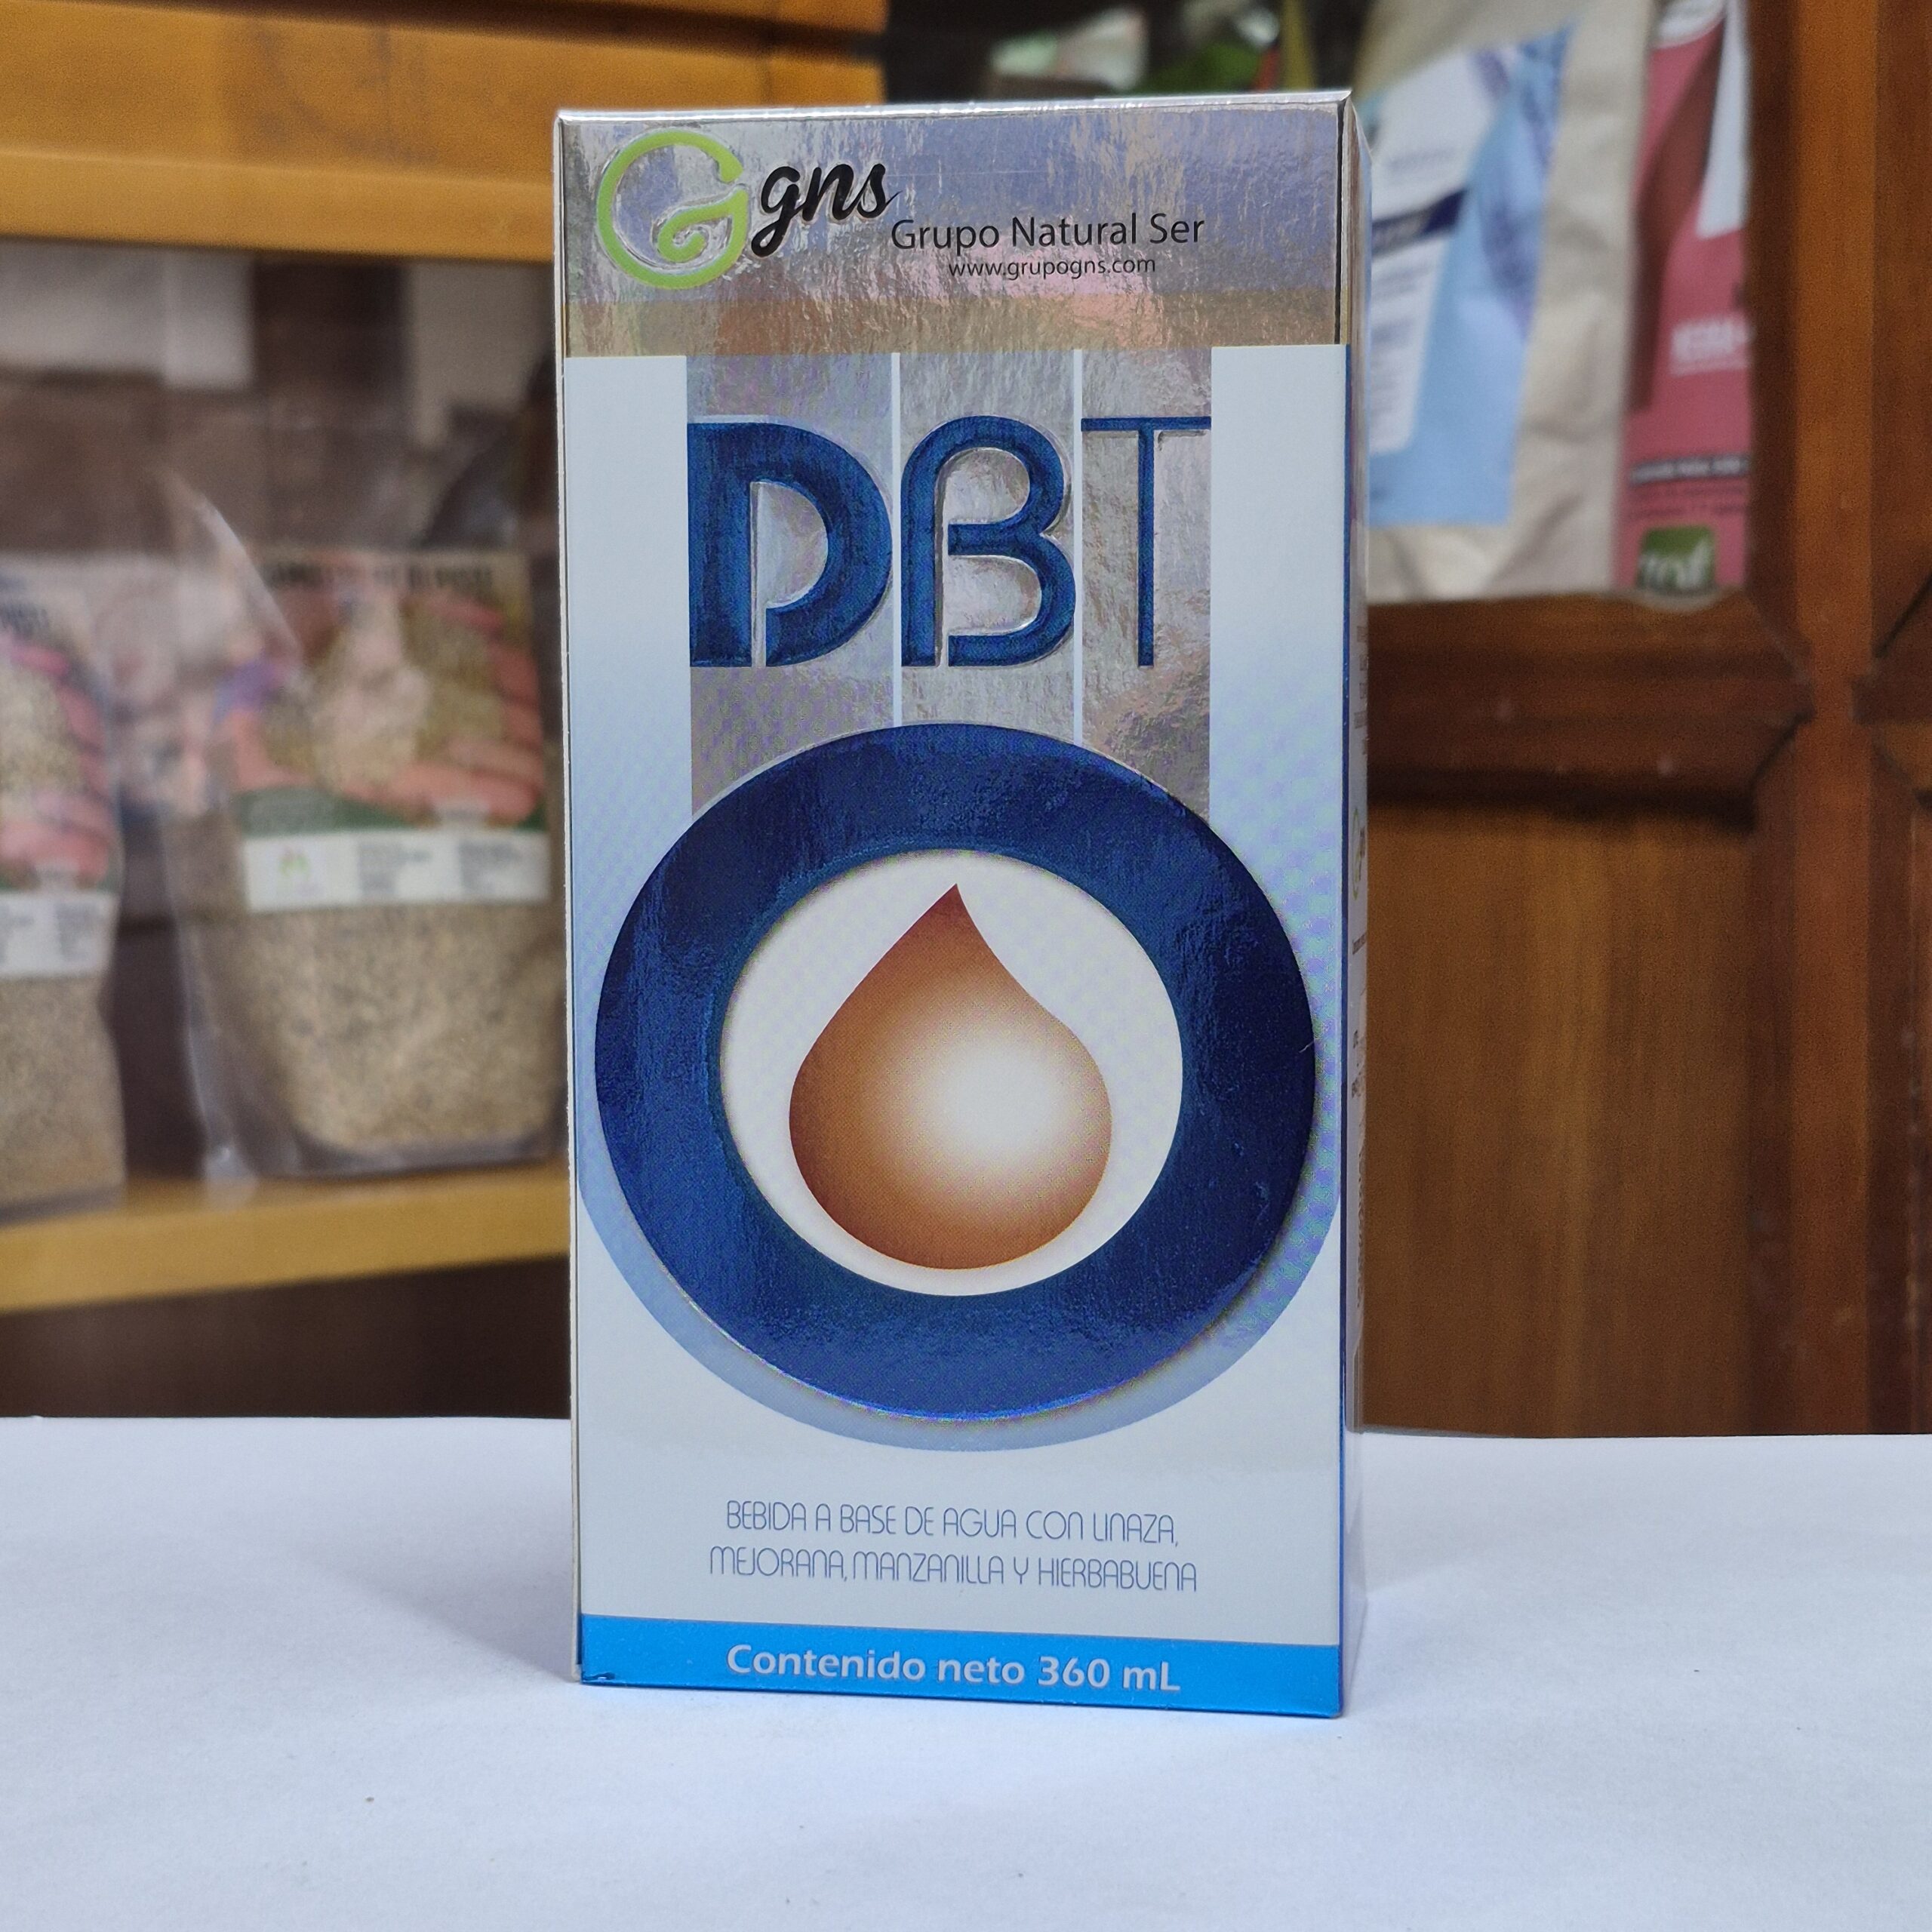 gns
Grupo Natural Ser
www.grupogns.com
DBT
BEBIDA A BASE DE AGUA CON LINAZA,
MEJORANA, MANZANILLA Y HIERBABUENA
Contenido neto 360 mL